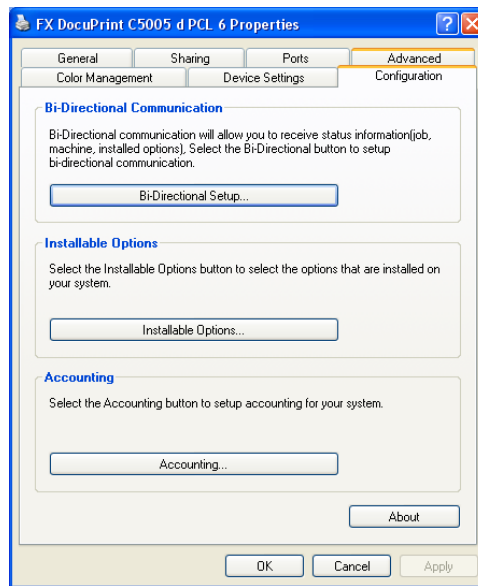 FX DocuPrint C5005 d PCL 6 Properties
General Sharing Ports Advanced
Color Management Device Settings Configuration
Bi-Directional Communication
Bi-Directional communication will allow you to receive status information(job,
machine, installed options), Select the Bi-Directional button to setup
bi-directional communication.
Bi-Directional Setup...
Installable Options
Select the Installable Options button to select the options that are installed on
your system.
Installable Options...
Accounting
Select the Accounting button to setup accounting for your system.
Accounting...
About
OK Cancel Apply